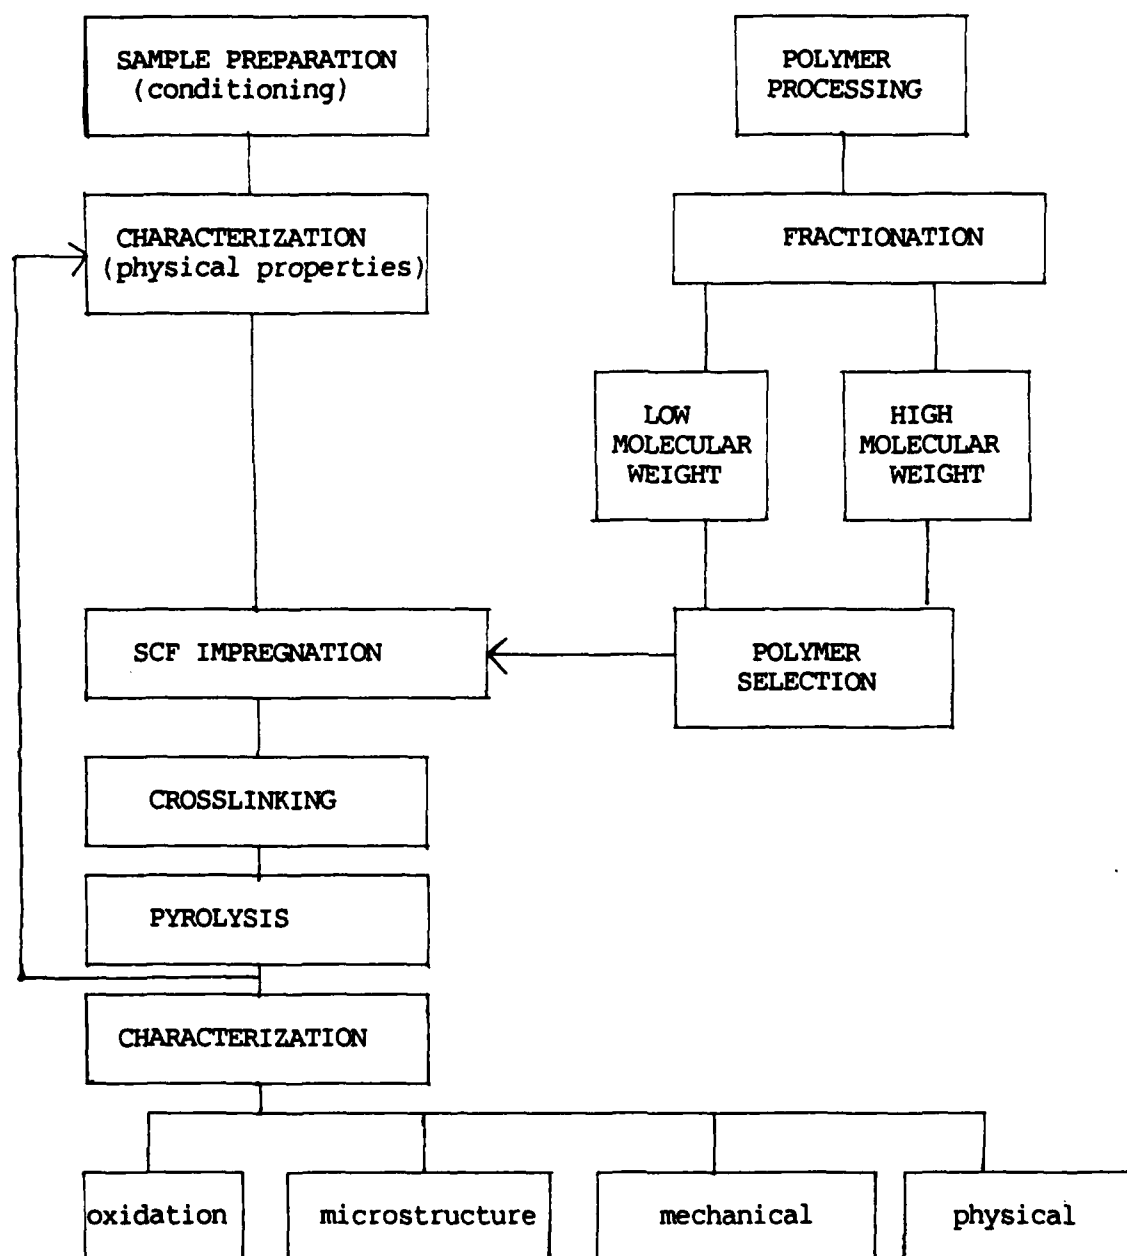 SAMPLE PREPARATION
(conditioning)
POLYMER
PROCESSING
CHARACTERIZATION
(physical properties)
FRACTIONATION
LOW
MOLECULAR
WEIGHT
HIGH
MOLECULAR
WEIGHT
SCF IMPREGNATION
POLYMER
SELECTION
CROSSLINKING
PYROLYSIS
CHARACTERIZATION
oxidation
microstructure
mechanical
physical